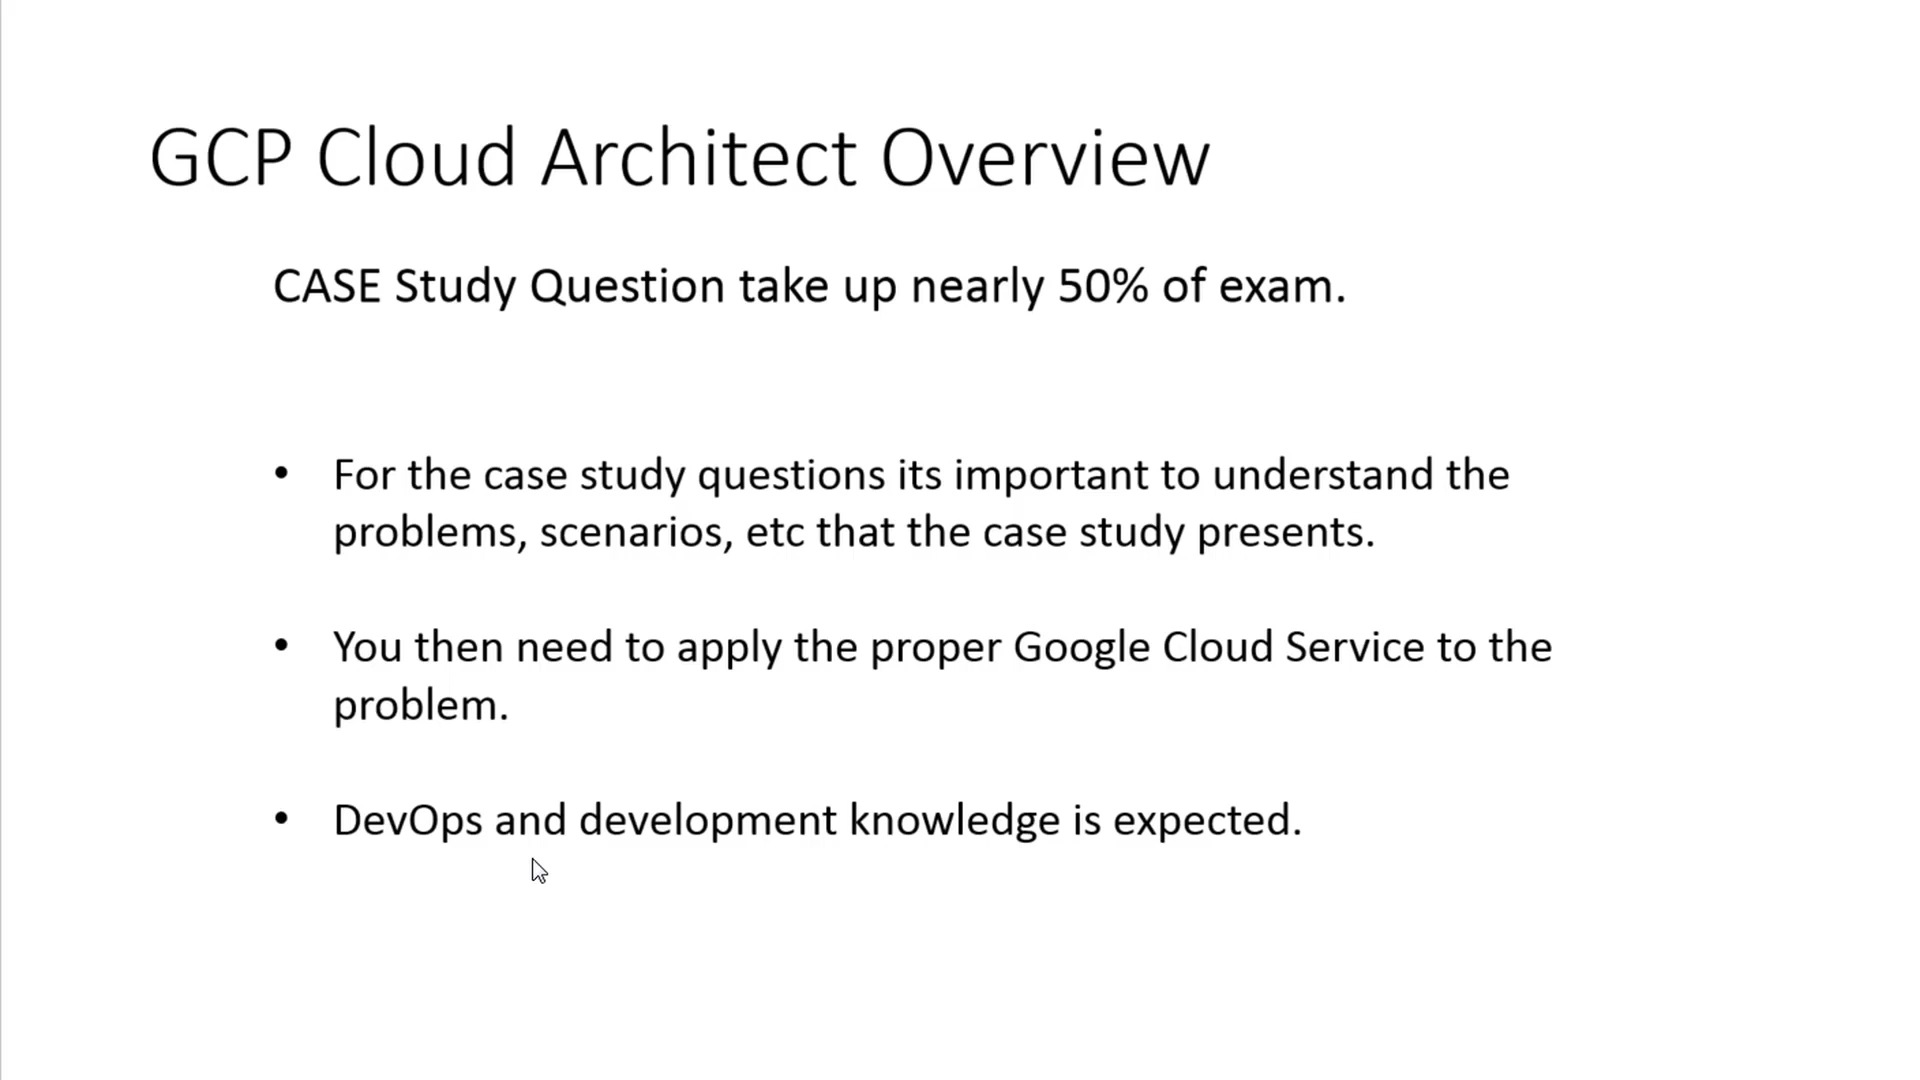 GCP Cloud Architect Overview
CASE Study Question take up nearly 50% of exam.
• For the case study questions its important to understand the
problems, scenarios, etc that the case study presents.
• You then need to apply the proper Google Cloud Service to the
problem.
• DevOps and development knowledge is expected.